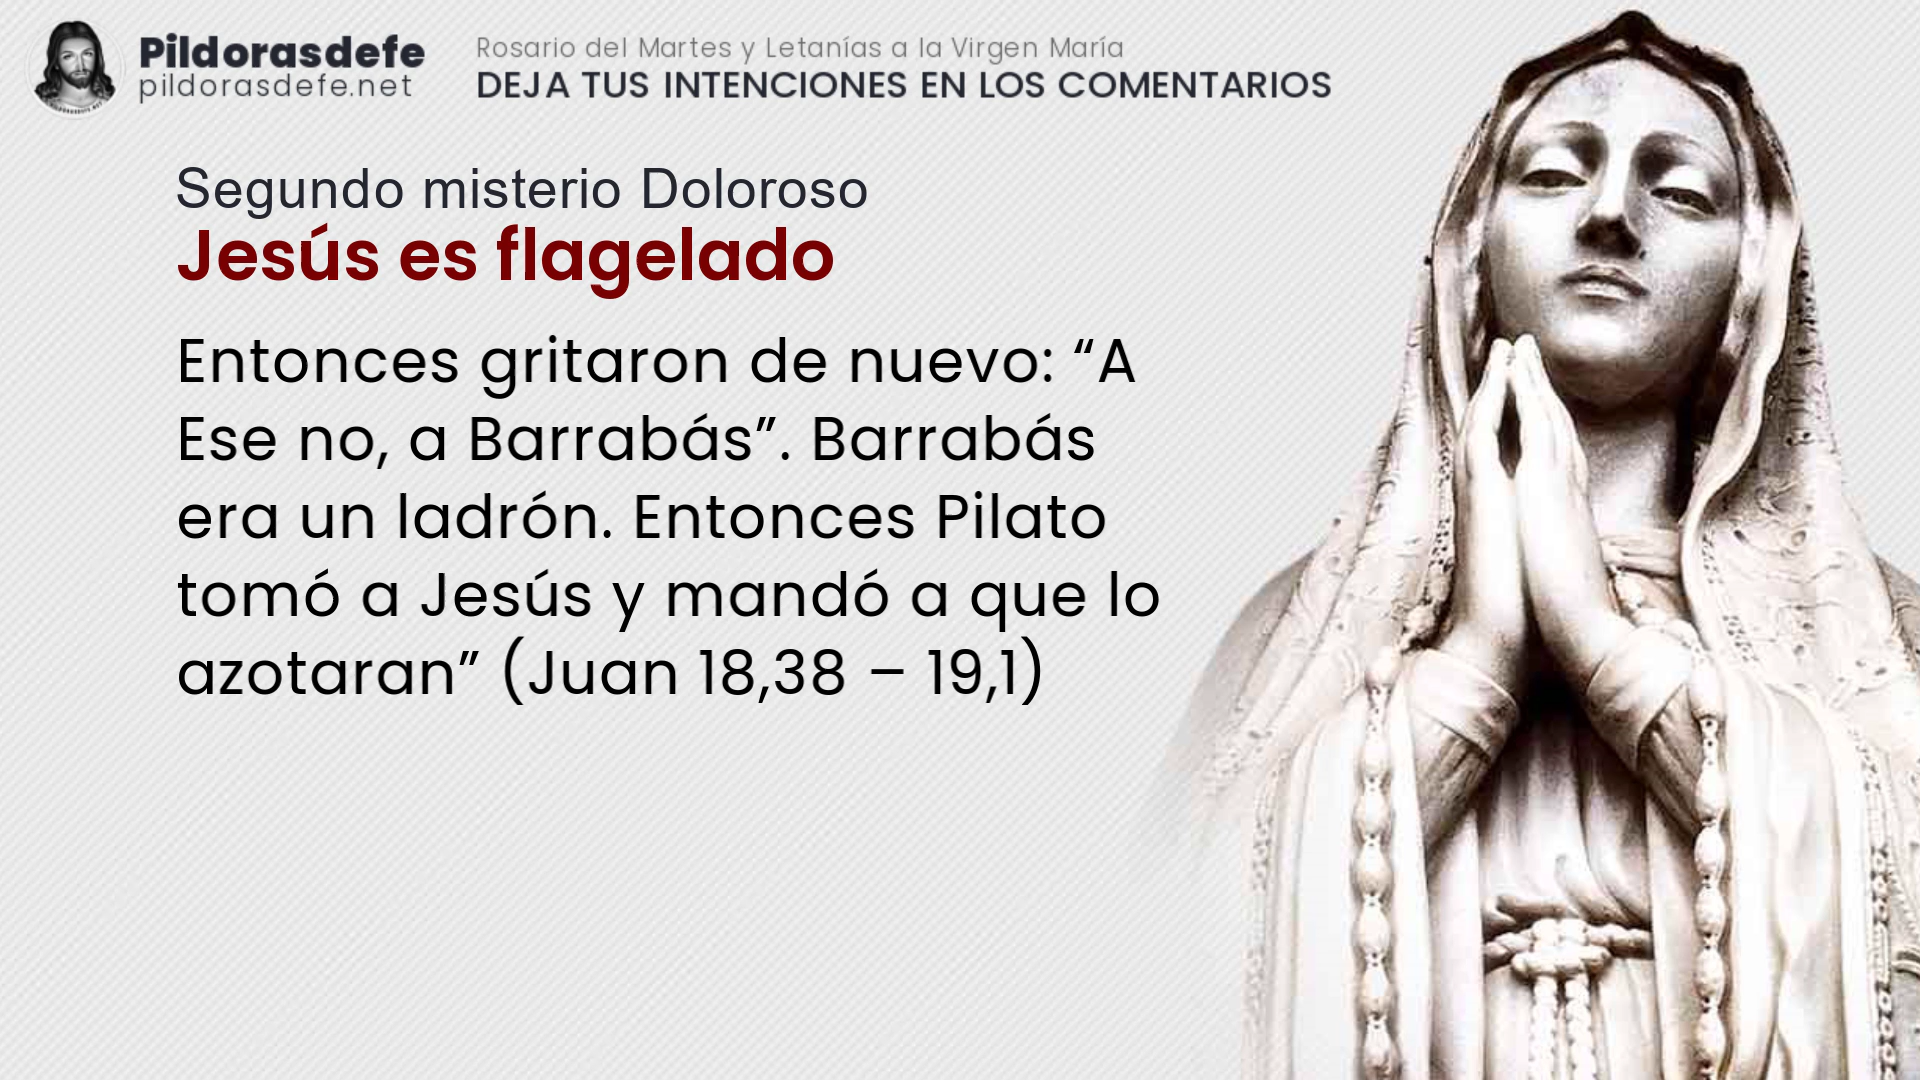 Pildorasdefe
pildorasdefe.net
Rosario del Martes y Letanías a la Virgen María
DEJA TUS INTENCIONES EN LOS COMENTARIOS
Segundo misterio Doloroso
Jesús es flagelado
Entonces gritaron de nuevo: “A
Ese no, a Barrabás”. Barrabás
era un ladrón. Entonces Pilato
tomó a Jesús y mandó a que lo
azotaran” (Juan 18,38 – 19,1)